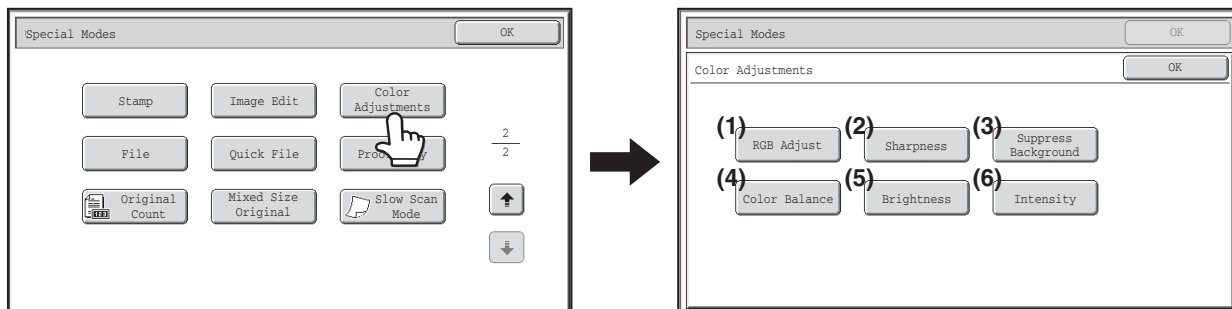 Special Modes
OK
Stamp
Image Edit
Color
Adjustments
File
Quick File
2
2
Original
Count
Mixed Size
Original
Slow Scan
Mode
Special Modes
OK
Color Adjustments
OK
(1)
RGB Adjust
(2)
Sharpness
(3)
Suppress
Background
(4)
Color Balance
(5)
Brightness
(6)
Intensity